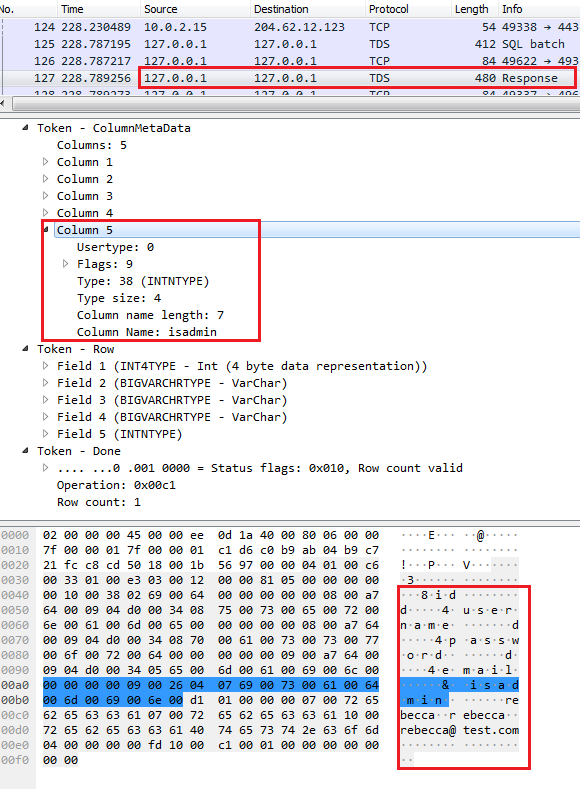 No. Time Source Destination Protocol Length Info
124 228.230489 10.0.2.15 204.62.12.123 TCP 54 49338 → 443
125 228.787195 127.0.0.1 127.0.0.1 TDS 412 SQL batch
126 228.787217 127.0.0.1 127.0.0.1 TCP 84 49622 → 493
127 228.789256 127.0.0.1 127.0.0.1 TDS 480 Response
128 228.789273 127.0.0.1 127.0.0.1 TCP 84 49337 → 496
Token - ColumnMetaData
Columns: 5
Column 1
Column 2
Column 3
Column 4
Column 5
Usertype: 0
Flags: 9
Type: 38 (INTNTYPE)
Type size: 4
Column name length: 7
Column Name: isadmin
Token - Row
Field 1 (INT4TYPE - Int (4 byte data representation))
Field 2 (BIGVARCHRTYPE - VarChar)
Field 3 (BIGVARCHRTYPE - VarChar)
Field 4 (BIGVARCHRTYPE - VarChar)
Field 5 (INTNTYPE)
Token - Done
.... ...0 .001 0000 = Status flags: 0x010, Row count valid
Operation: 0x00c1
Row count: 1
0000 02 00 00 00 45 00 00 ee 0d 1a 40 00 80 06 00 00 ····E·····@·····
0010 7f 00 00 01 7f 00 00 01 c1 d6 c0 b9 ab 04 b9 c7 ················
0020 21 fc c8 cd 50 18 00 1b 56 97 00 00 04 01 00 c6 !···P···V·······
0030 00 33 01 00 e3 03 00 12 00 00 81 05 00 00 00 00 ·3··············
0040 00 10 00 38 02 69 00 64 00 00 00 00 00 08 00 a7 ···8·i·d········
0050 64 00 09 04 d0 00 34 08 75 00 73 00 65 00 72 00 d·····4·u·s·e·r·
0060 6e 00 61 00 6d 00 65 00 00 00 00 00 08 00 a7 64 n·a·m·e········d
0070 00 09 04 d0 00 34 08 70 00 61 00 73 00 73 00 77 ·····4·p·a·s·s·w
0080 00 6f 00 72 00 64 00 00 00 00 00 09 00 a7 64 00 ·o·r·d········d·
0090 09 04 d0 00 34 05 65 00 6d 00 61 00 69 00 6c 00 ····4·e·m·a·i·l·
00a0 00 00 00 00 09 00 26 04 07 69 00 73 00 61 00 64 ······&··i·s·a·d
00b0 00 6d 00 69 00 6e 00 d1 01 00 00 00 07 00 72 65 ·m·i·n········re
00c0 62 65 63 63 61 07 00 72 65 62 65 63 63 61 10 00 becca··rebecca··
00d0 72 65 62 65 63 63 61 40 74 65 73 74 2e 63 6f 6d rebecca@test.com
00e0 04 00 00 00 00 fd 10 00 c1 00 01 00 00 00 00 00 ················
00f0 00 00 ··